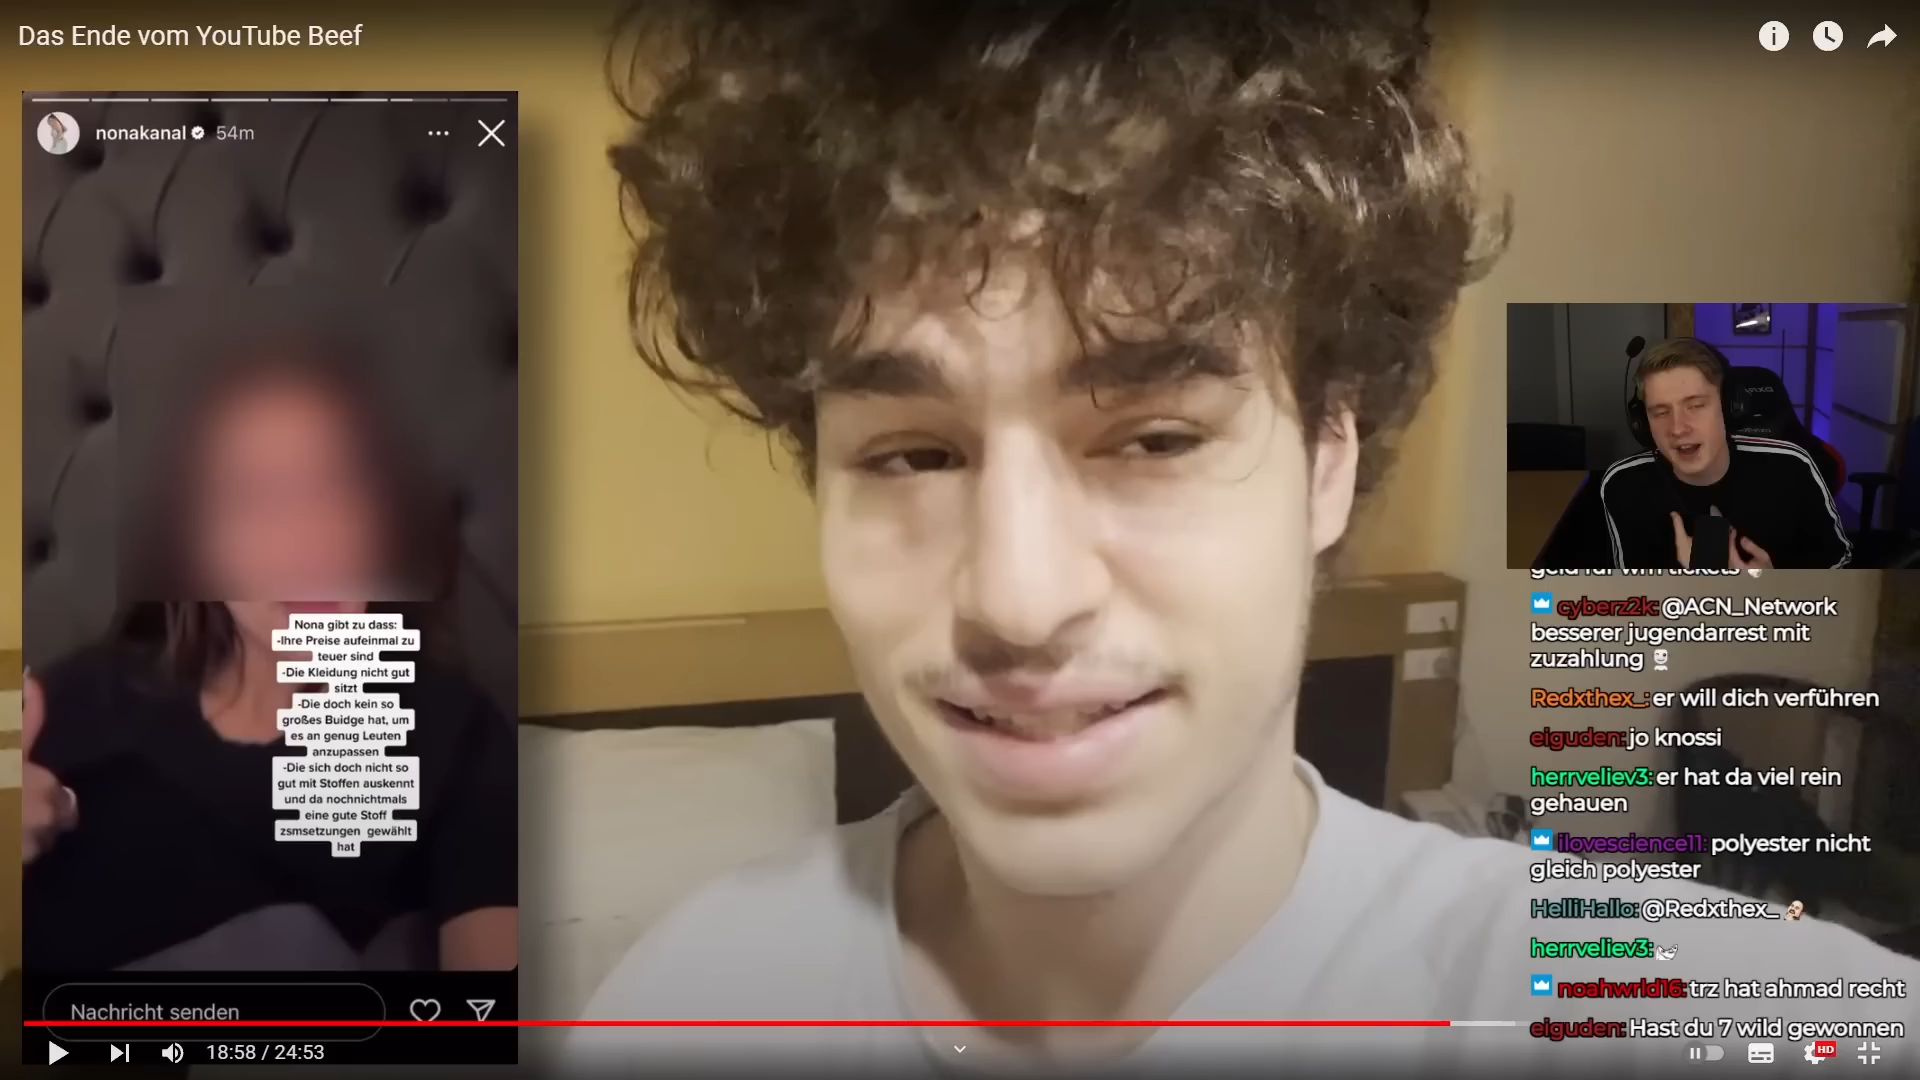 Das Ende vom YouTube Beef
nonakanal 54m
Nona gibt zu dass:
-Ihre Preise aufeinmal zu
teuer sind
-Die Kleidung nicht gut
sitzt
-Die doch kein so
großes Buidge hat, um
es an genug Leuten
anzupassen
-Die sich doch nicht so
gut mit Stoffen auskennt
und da nochnichtmals
eine gute Stoff
zsmsetzungen gewählt
hat
Nachricht senden
18:58 / 24:53
cyberz2k: @ACN_Network
besserer jugendarrest mit
zuzahlung
Redxthex_: er will dich verführen
eiguden: jo knossi
herrveliev3: er hat da viel rein
gehauen
ilovescience11: polyester nicht
gleich polyester
HelliHallo: @Redxthex_
herrveliev3:
noahwrld16: trz hat ahmad recht
eiguden: Hast du 7 wild gewonnen
HD